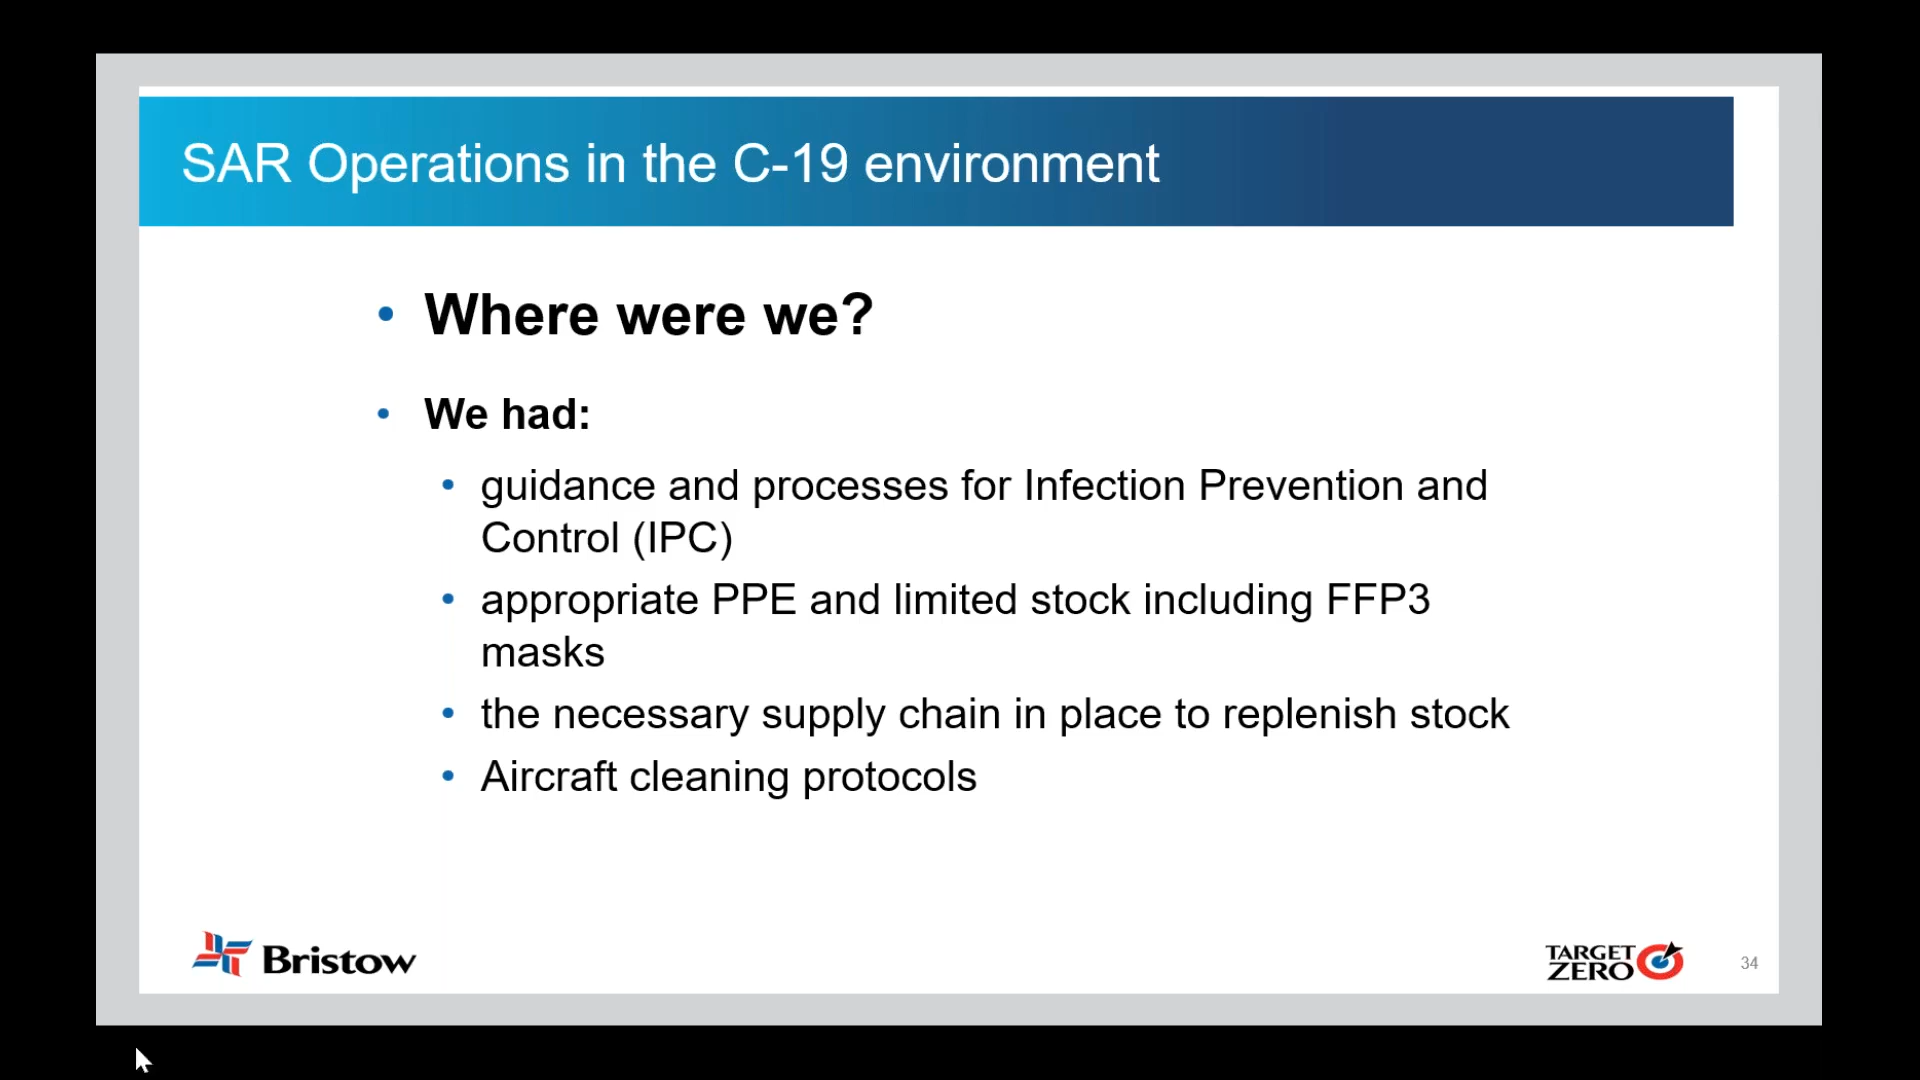 SAR Operations in the C-19 environment
• Where were we?
• We had:
• guidance and processes for Infection Prevention and
Control (IPC)
• appropriate PPE and limited stock including FFP3
masks
• the necessary supply chain in place to replenish stock
• Aircraft cleaning protocols
Bristow
TARGET
ZERO
34